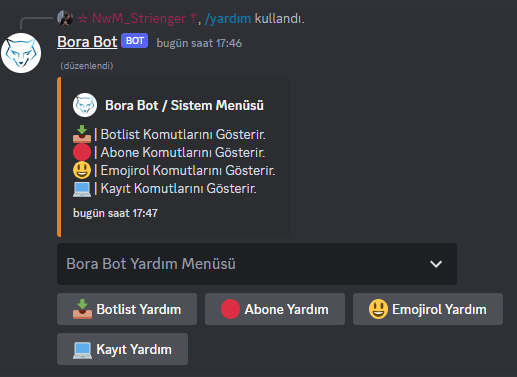 ☆ NwM_Strienger ॐ, /yardım kullandı.
Bora Bot BOT bugün saat 17:46
(düzenlendi)
Bora Bot / Sistem Menüsü
📥 | Botlist Komutlarını Gösterir.
🔴 | Abone Komutlarını Gösterir.
😃 | Emojirol Komutlarını Gösterir.
💻 | Kayıt Komutlarını Gösterir.
bugün saat 17:47
Bora Bot Yardım Menüsü
📥 Botlist Yardım 🔴 Abone Yardım 😃 Emojirol Yardım
💻 Kayıt Yardım